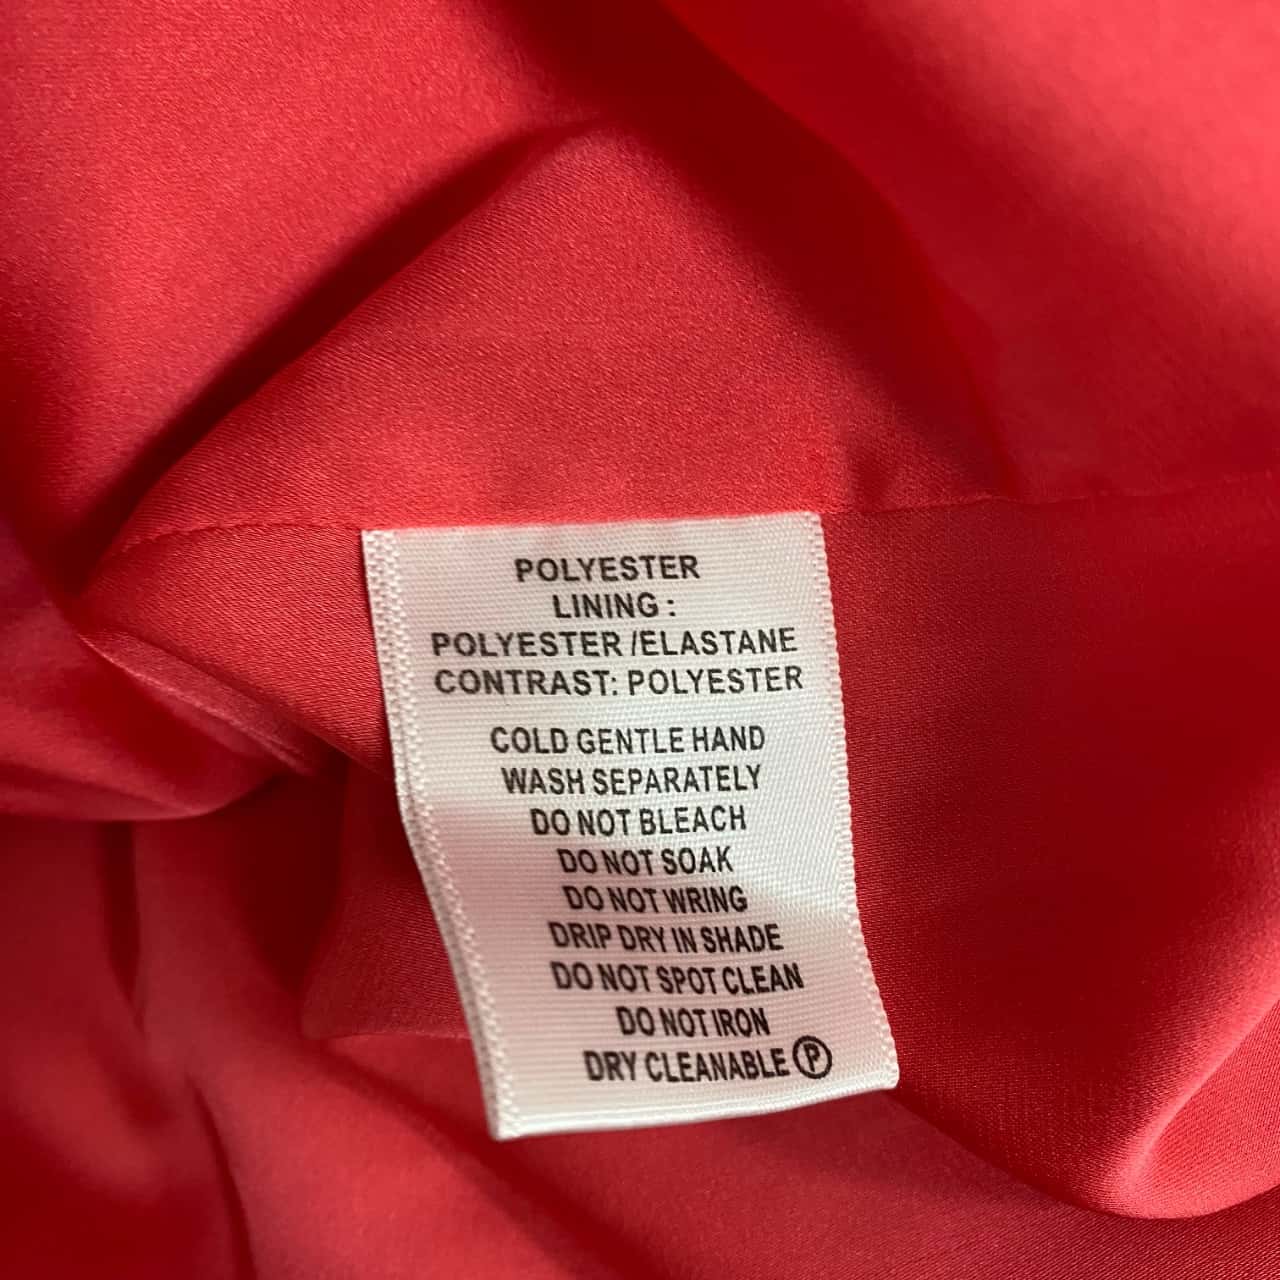 POLYESTER
LINING :
POLYESTER /ELASTANE
CONTRAST: POLYESTER
COLD GENTLE HAND
WASH SEPARATELY
DO NOT BLEACH
DO NOT SOAK
DO NOT WRING
DRIP DRY IN SHADE
DO NOT SPOT CLEAN
DO NOT IRON
DRY CLEANABLE Ⓟ